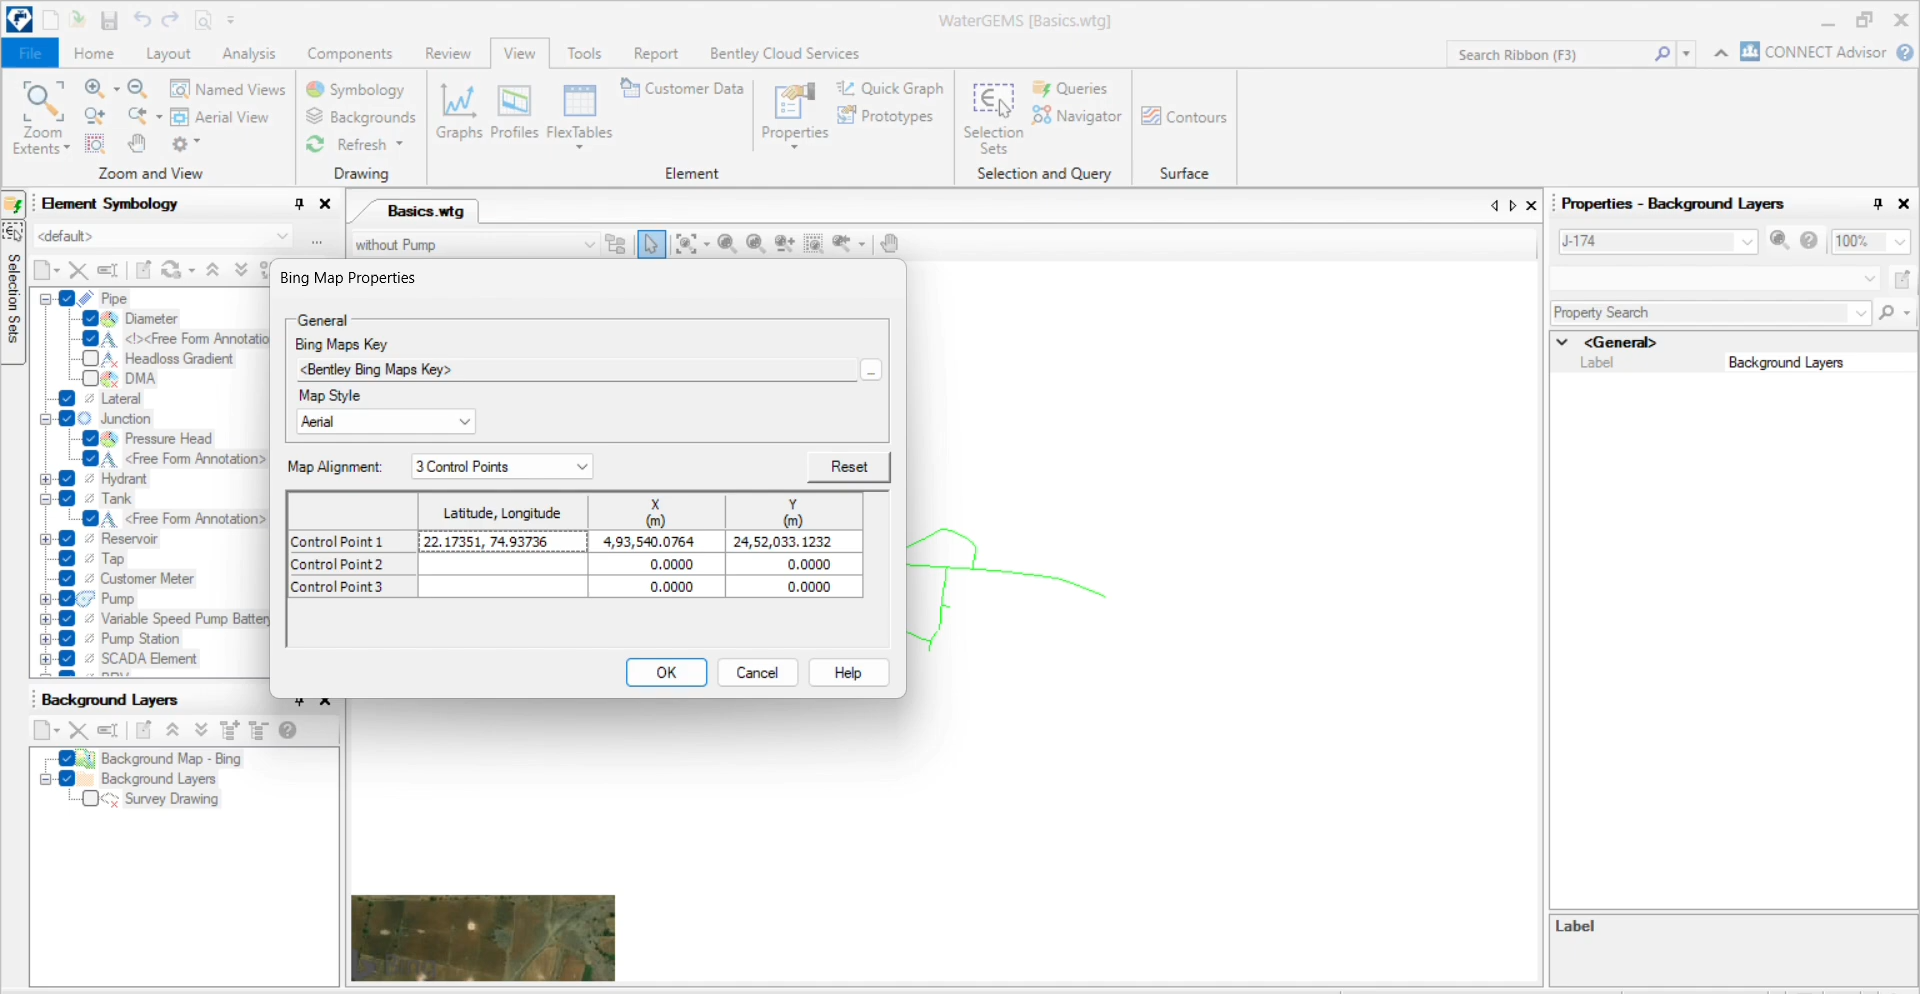 WaterGEMS [Basics.wtg]
File Home Layout Analysis Components Review View Tools Report Bentley Cloud Services Search Ribbon (F3) CONNECT Advisor
Zoom Extents
Named Views
Aerial View
Zoom and View
Symbology
Backgrounds
Refresh
Drawing
Graphs Profiles FlexTables
Customer Data
Properties
Quick Graph
Prototypes
Element
Selection Sets
Queries
Navigator
Selection and Query
Contours
Surface
Selection Sets
Element Symbology
<default>
...
Pipe
Diameter
<!><Free Form Annotatio
Headloss Gradient
DMA
Lateral
Junction
Pressure Head
<Free Form Annotation>
Hydrant
Tank
<Free Form Annotation>
Reservoir
Tap
Customer Meter
Pump
Variable Speed Pump Battery
Pump Station
SCADA Element
Background Layers
Background Map - Bing
Background Layers
Survey Drawing
Basics.wtg
without Pump
Bing Map Properties
General
Bing Maps Key
<Bentley Bing Maps Key>
Map Style
Aerial
Map Alignment: 3 Control Points Reset
Latitude, Longitude X (m) Y (m)
Control Point 1 22.17351, 74.93736 4,93,540.0764 24,52,033.1232
Control Point 2 0.0000 0.0000
Control Point 3 0.0000 0.0000
OK Cancel Help
Properties - Background Layers
J-174 100%
Property Search
<General>
Label Background Layers
Label